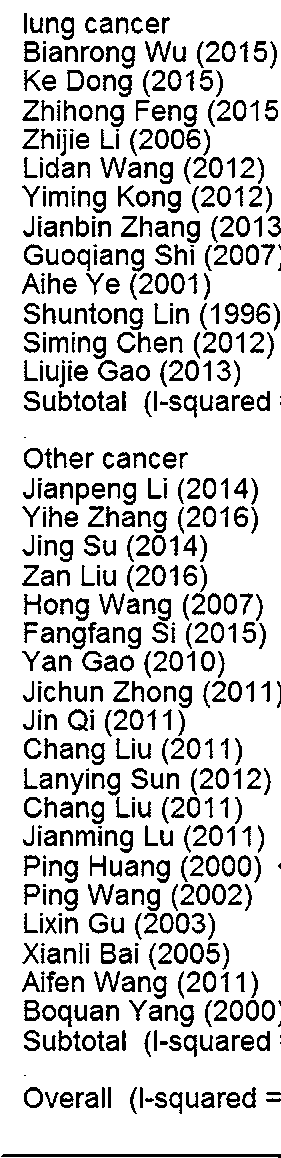 lung cancer
Bianrong Wu (2015)
Ke Dong (2015)
Zhihong Feng (2015
Zhijie Li (2006)
Lidan Wang (2012)
Yiming Kong (2012)
Jianbin Zhang (2013
Guoqiang Shi (2007)
Aihe Ye (2001)
Shuntong Lin (1996)
Siming Chen (2012)
Liujie Gao (2013)
Subtotal (I-squared =
.
Other cancer
Jianpeng Li (2014)
Yihe Zhang (2016)
Jing Su (2014)
Zan Liu (2016)
Hong Wang (2007)
Fangfang Si (2015)
Yan Gao (2010)
Jichun Zhong (2011)
Jin Qi (2011)
Chang Liu (2011)
Lanying Sun (2012)
Chang Liu (2011)
Jianming Lu (2011)
Ping Huang (2000)
Ping Wang (2002)
Lixin Gu (2003)
Xianli Bai (2005)
Aifen Wang (2011)
Boquan Yang (2000)
Subtotal (I-squared =
.
Overall (I-squared =